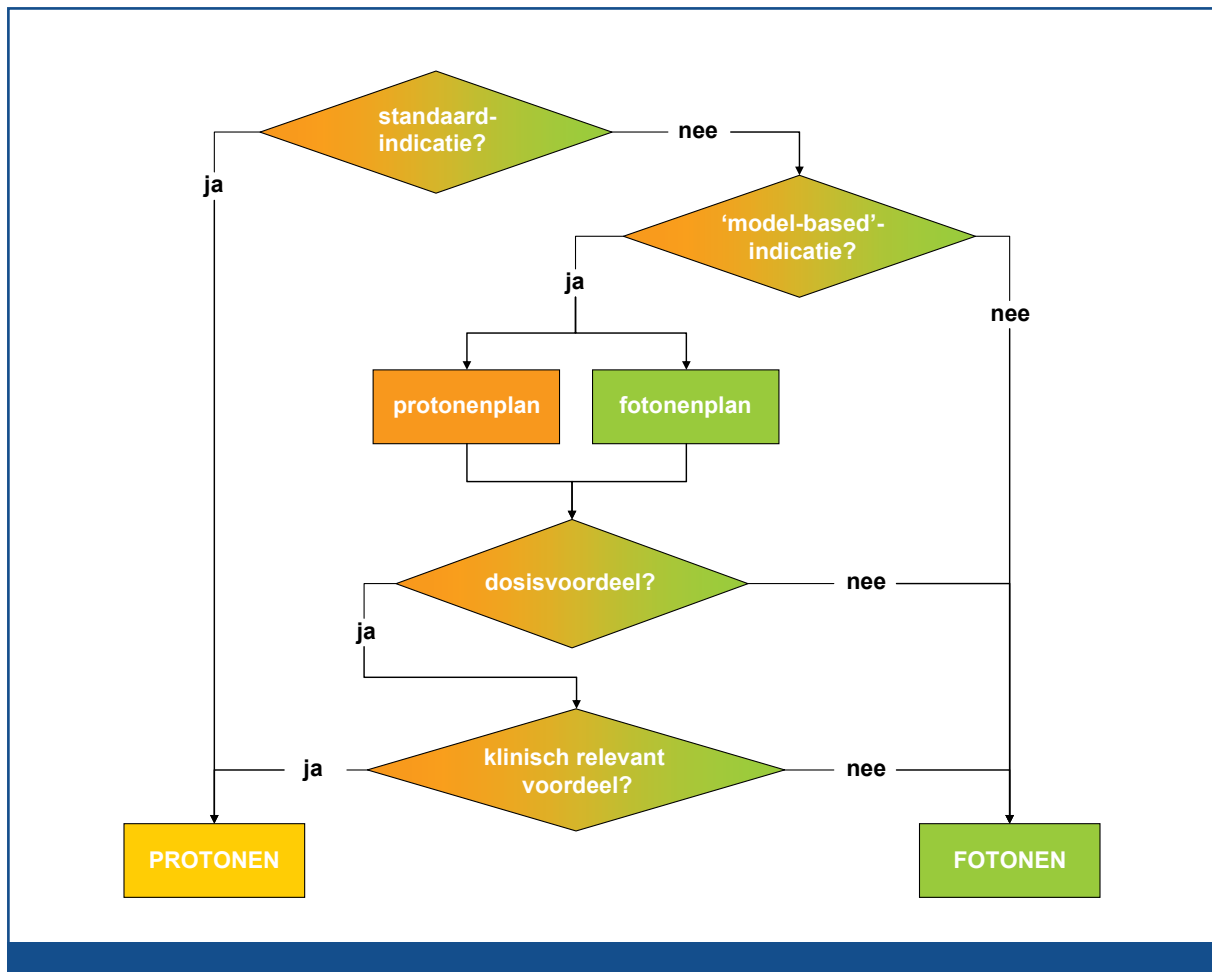 standaard-
indicatie?
nee
ja
‘model-based’-
indicatie?
ja
nee
protonenplan
fotonenplan
dosisvoordeel?
nee
ja
klinisch relevant
voordeel?
ja
nee
PROTONEN
FOTONEN